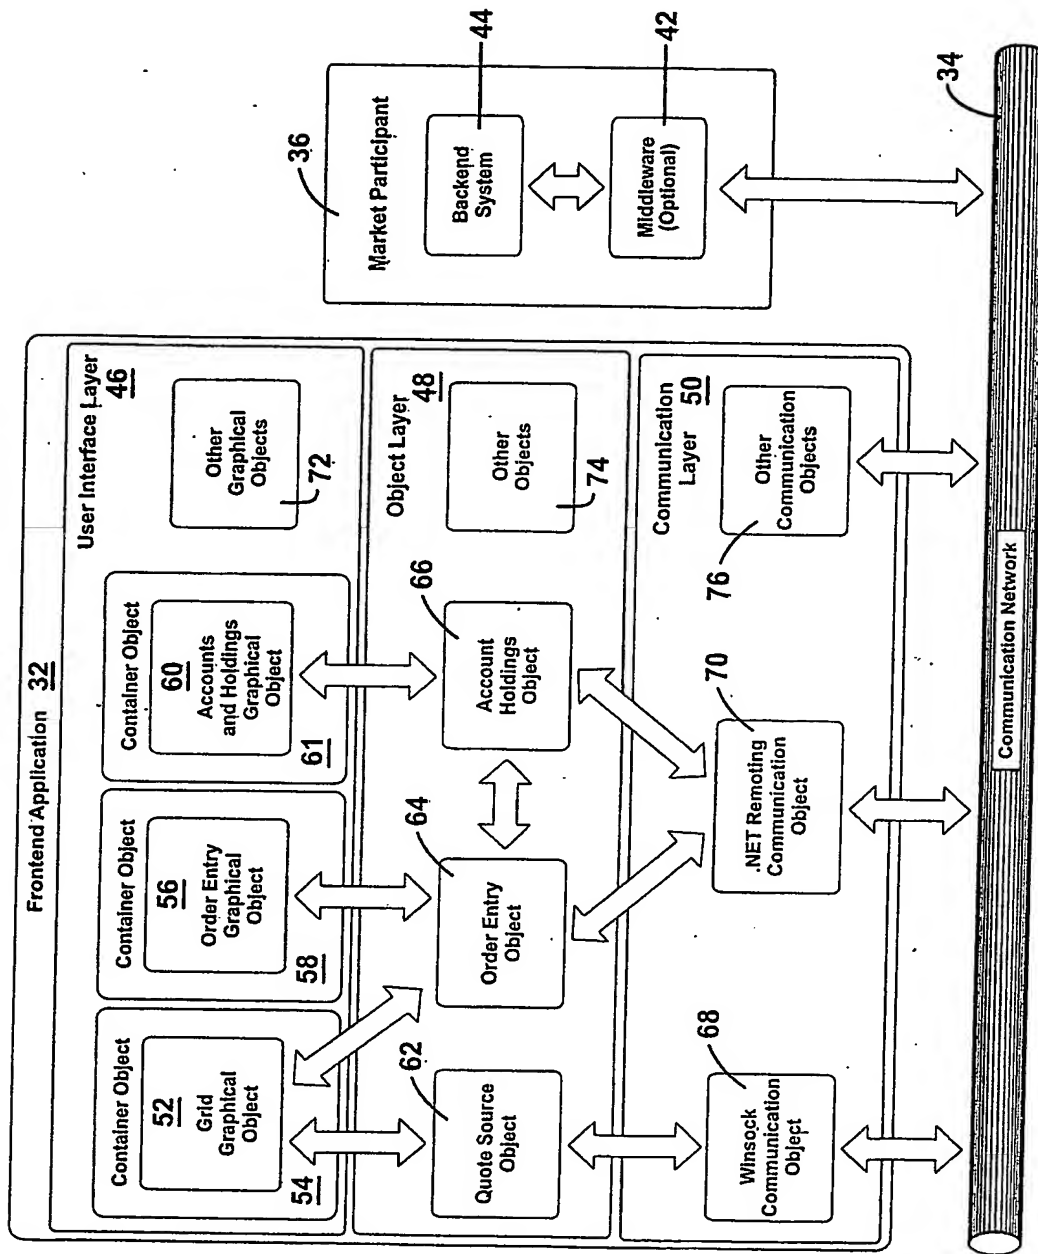 Frontend Application 32
User Interface Layer
46
Container Object
52
Grid
Graphical
Object
54
Container Object
56
Order Entry
Graphical
Object
58
Container Object
60
Accounts
and Holdings
Graphical
Object
61
Other
Graphical
Objects
72
Object Layer
48
62
Quote Source
Object
64
Order Entry
Object
66
Account
Holdings
Object
Other
Objects
74
Communication
Layer
50
68
Winsock
Communication
Object
70
.NET Remoting
Communication
Object
Other
Communication
Objects
76
36
Market Participant
Backend
System
44
Middleware
(Optional)
42
34
Communication Network